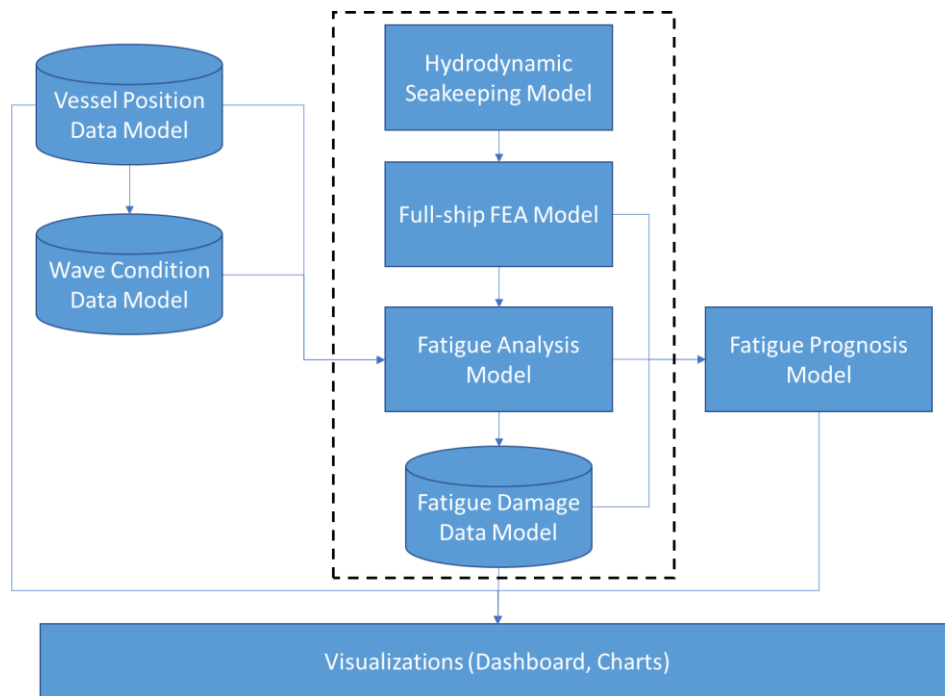 Hydrodynamic
Seakeeping Model
Vessel Position
Data Model
Full-ship FEA Model
Wave Condition
Data Model
Fatigue Analysis
Model
Fatigue Prognosis
Model
Fatigue Damage
Data Model
Visualizations (Dashboard, Charts)